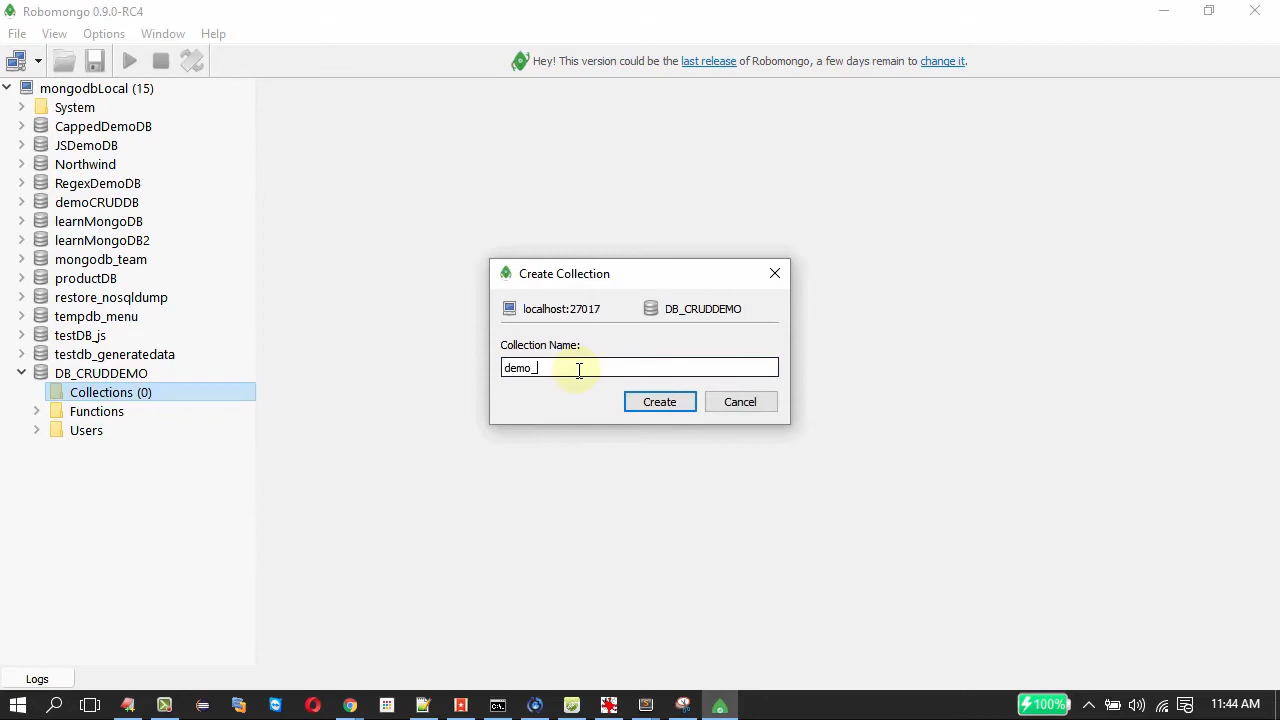 Robomongo 0.9.0-RC4
File View Options Window Help
Hey! This version could be the last release of Robomongo, a few days remain to change it.
mongodbLocal (15)
System
CappedDemoDB
JSDemoDB
Northwind
RegexDemoDB
demoCRUDDB
learnMongoDB
learnMongoDB2
mongodb_team
productDB
restore_nosqldump
tempdb_menu
testDB_js
testdb_generatedata
DB_CRUDDEMO
Collections (0)
Functions
Users
Create Collection
localhost:27017 DB_CRUDDEMO
Collection Name:
demo_
Create Cancel
Logs
100% 11:44 AM